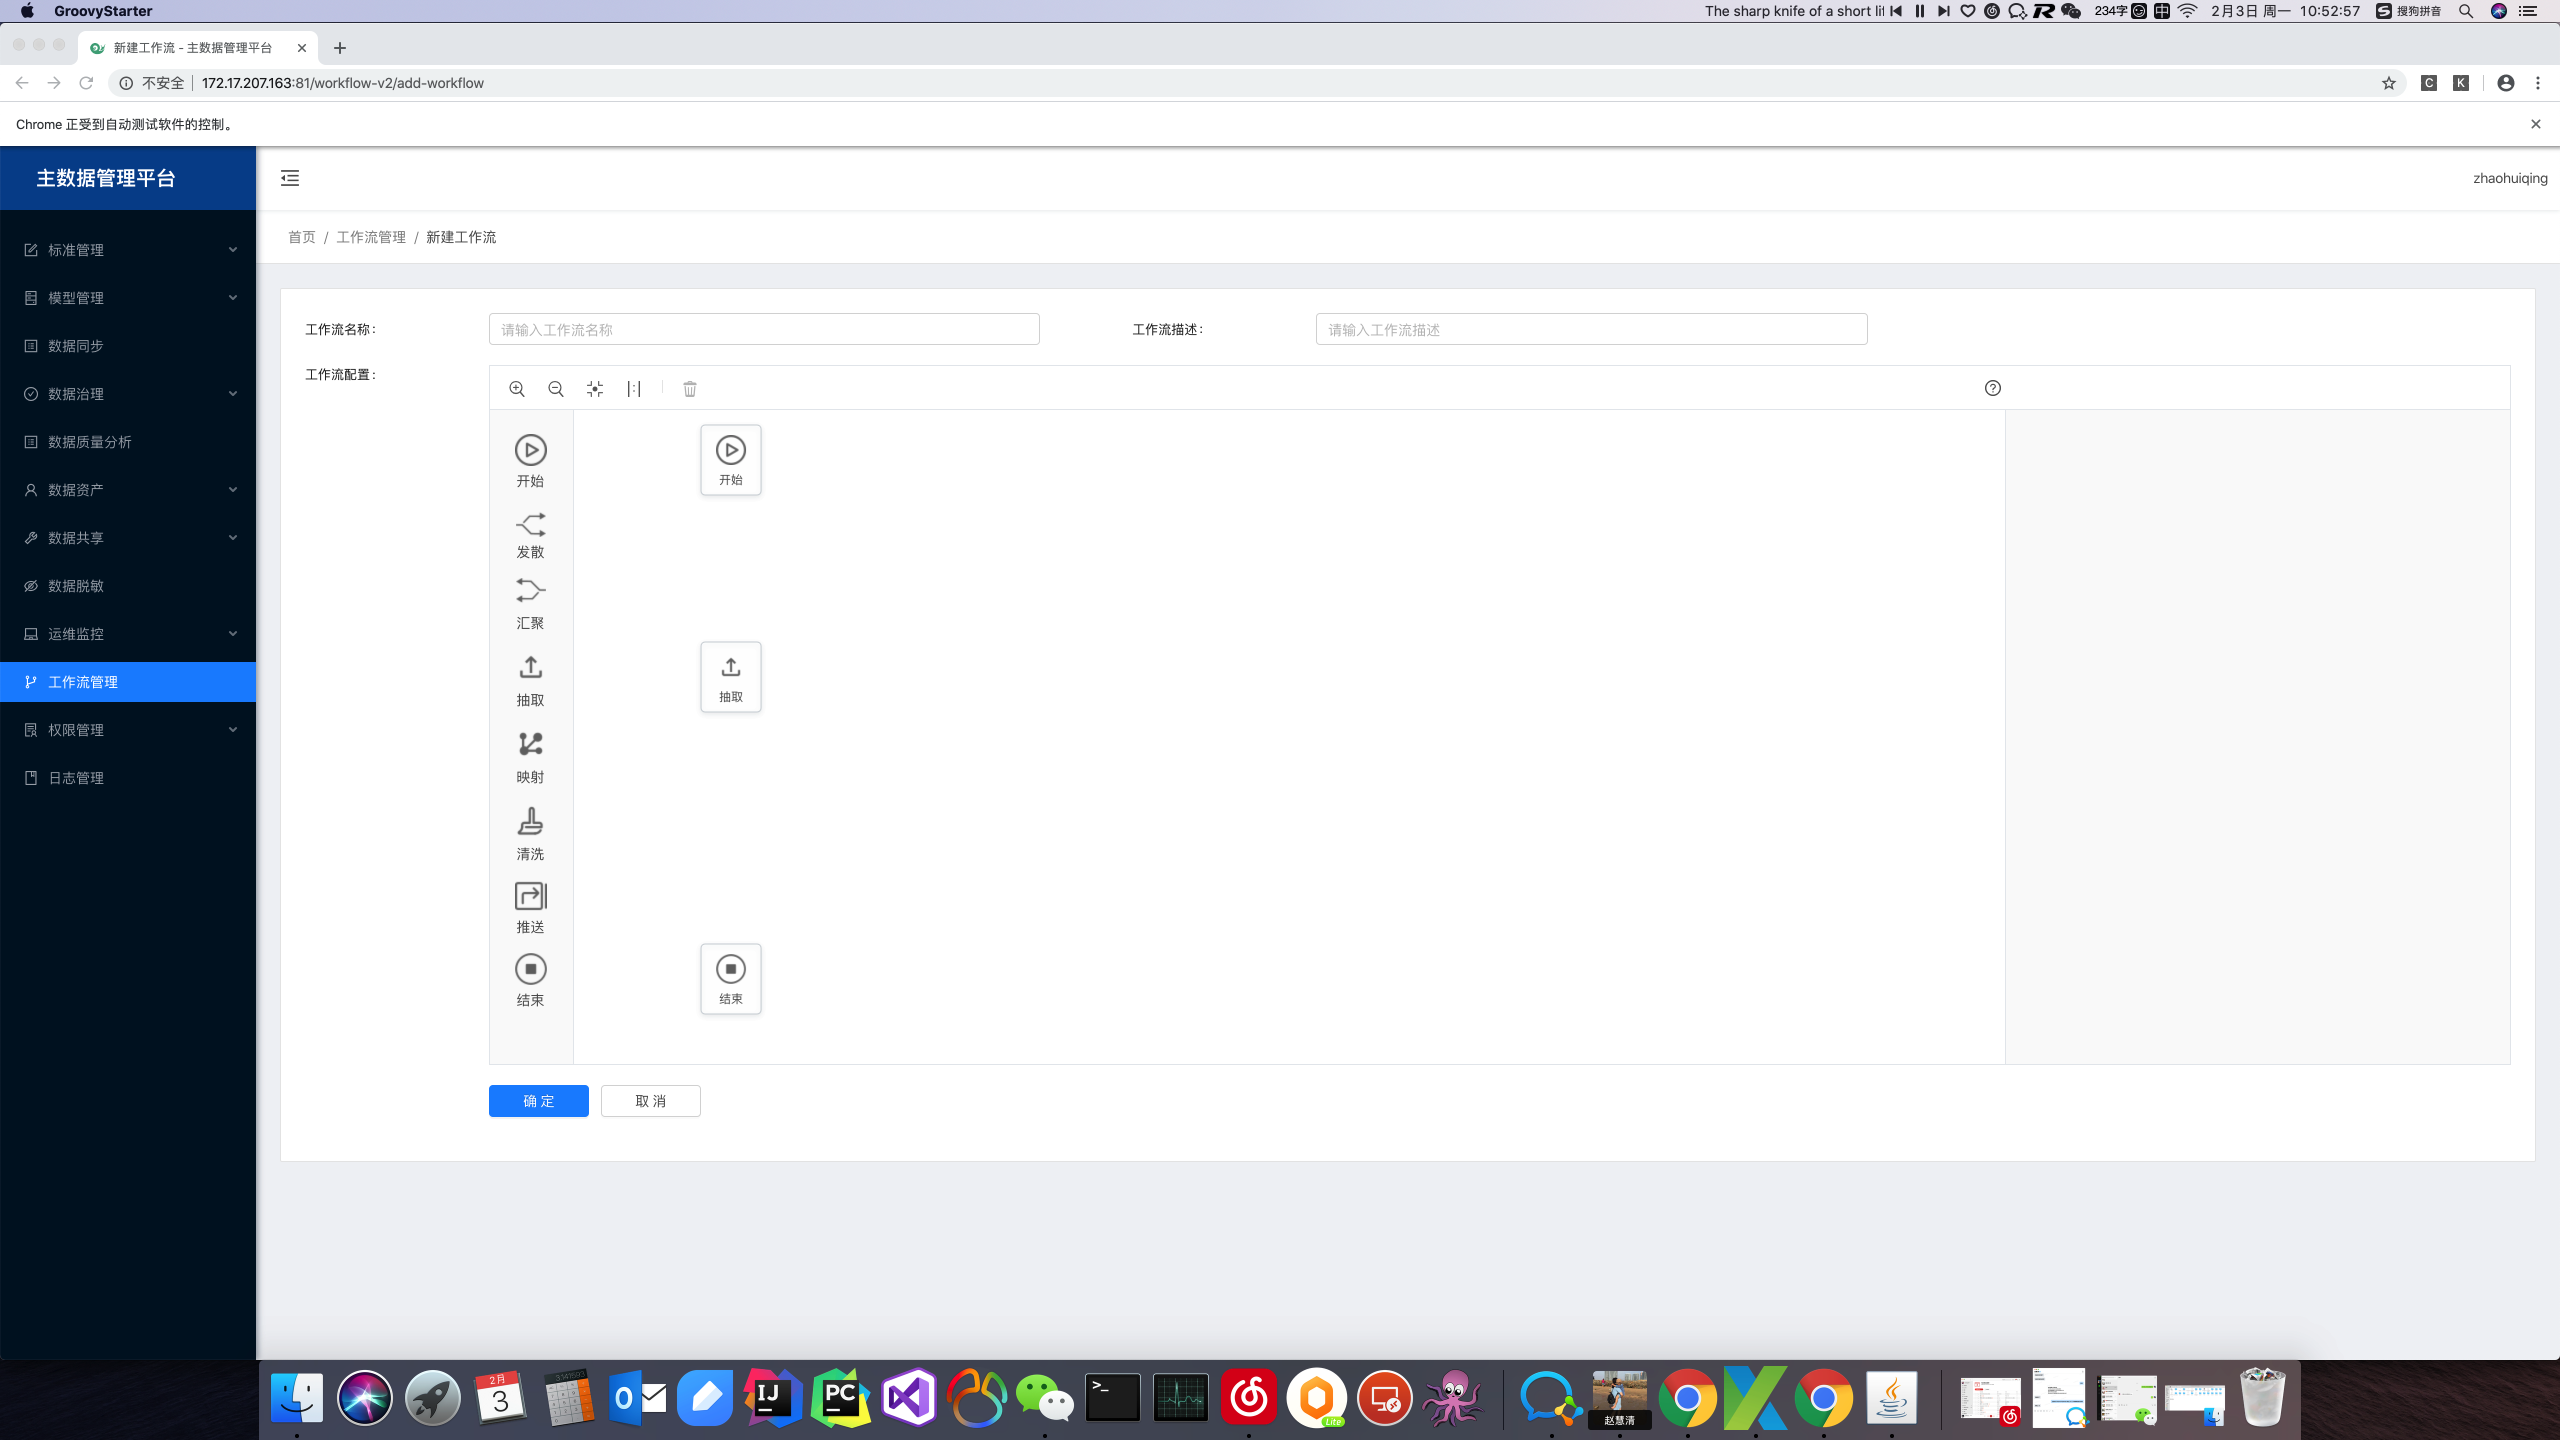 GroovyStarter
The sharp knife of a short lif
234字
中
2月3日 周一 10:52:57
搜狗拼音
新建工作流 - 主数据管理平台
不安全
172.17.207.163:81/workflow-v2/add-workflow
C
K
Chrome 正受到自动测试软件的控制。
主数据管理平台
zhaohuiqing
首页 / 工作流管理 / 新建工作流
标准管理
模型管理
数据同步
数据治理
数据质量分析
数据资产
数据共享
数据脱敏
运维监控
工作流管理
权限管理
日志管理
工作流名称:
请输入工作流名称
工作流描述:
请输入工作流描述
工作流配置:
开始
发散
汇聚
抽取
映射
清洗
推送
结束
开始
抽取
结束
确 定
取 消
2月
3
IJ
PC
Lite
赵慧清